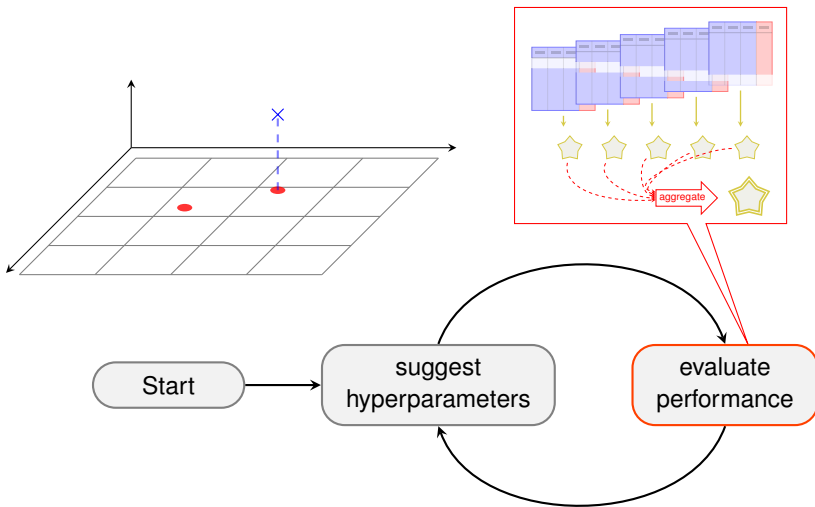 aggregate
Start
suggest
hyperparameters
evaluate
performance